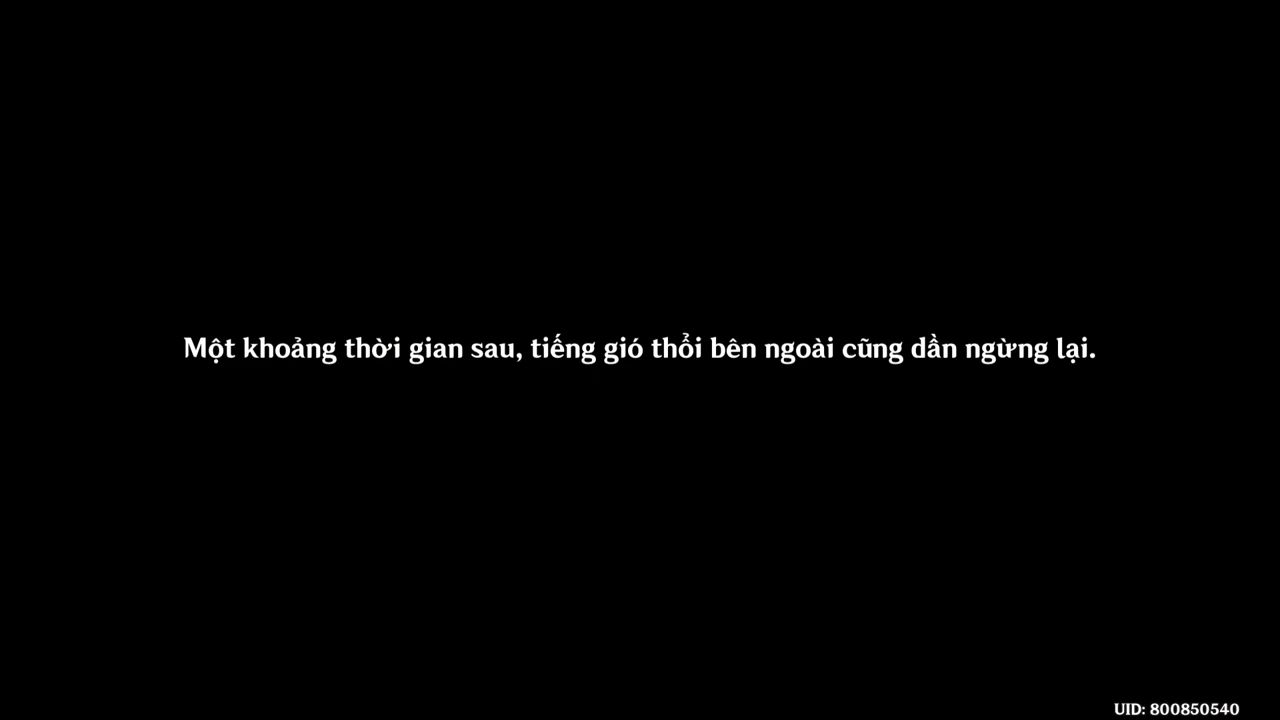 Một khoảng thời gian sau, tiếng gió thổi bên ngoài cũng dần ngừng lại.
UID: 800850540